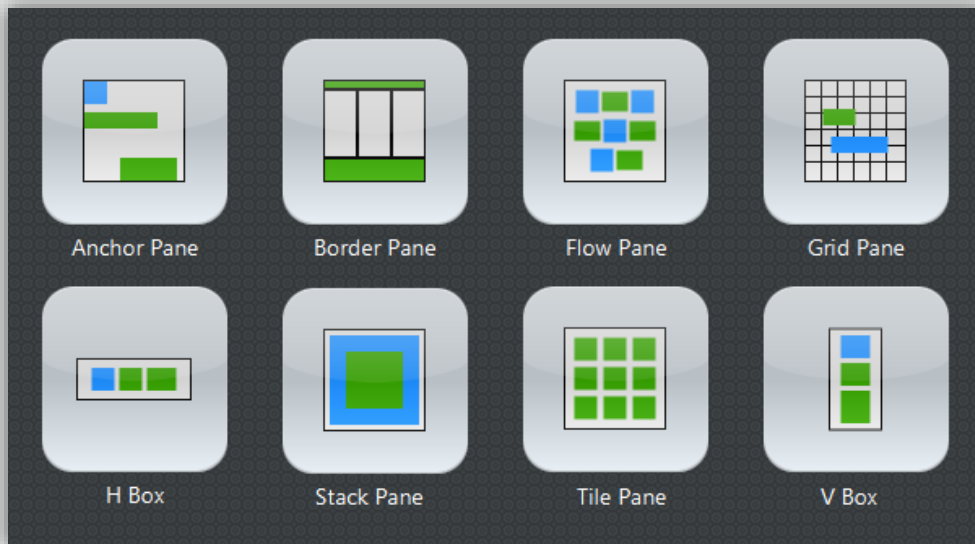 Anchor Pane
Border Pane
Flow Pane
Grid Pane
H Box
Stack Pane
Tile Pane
V Box